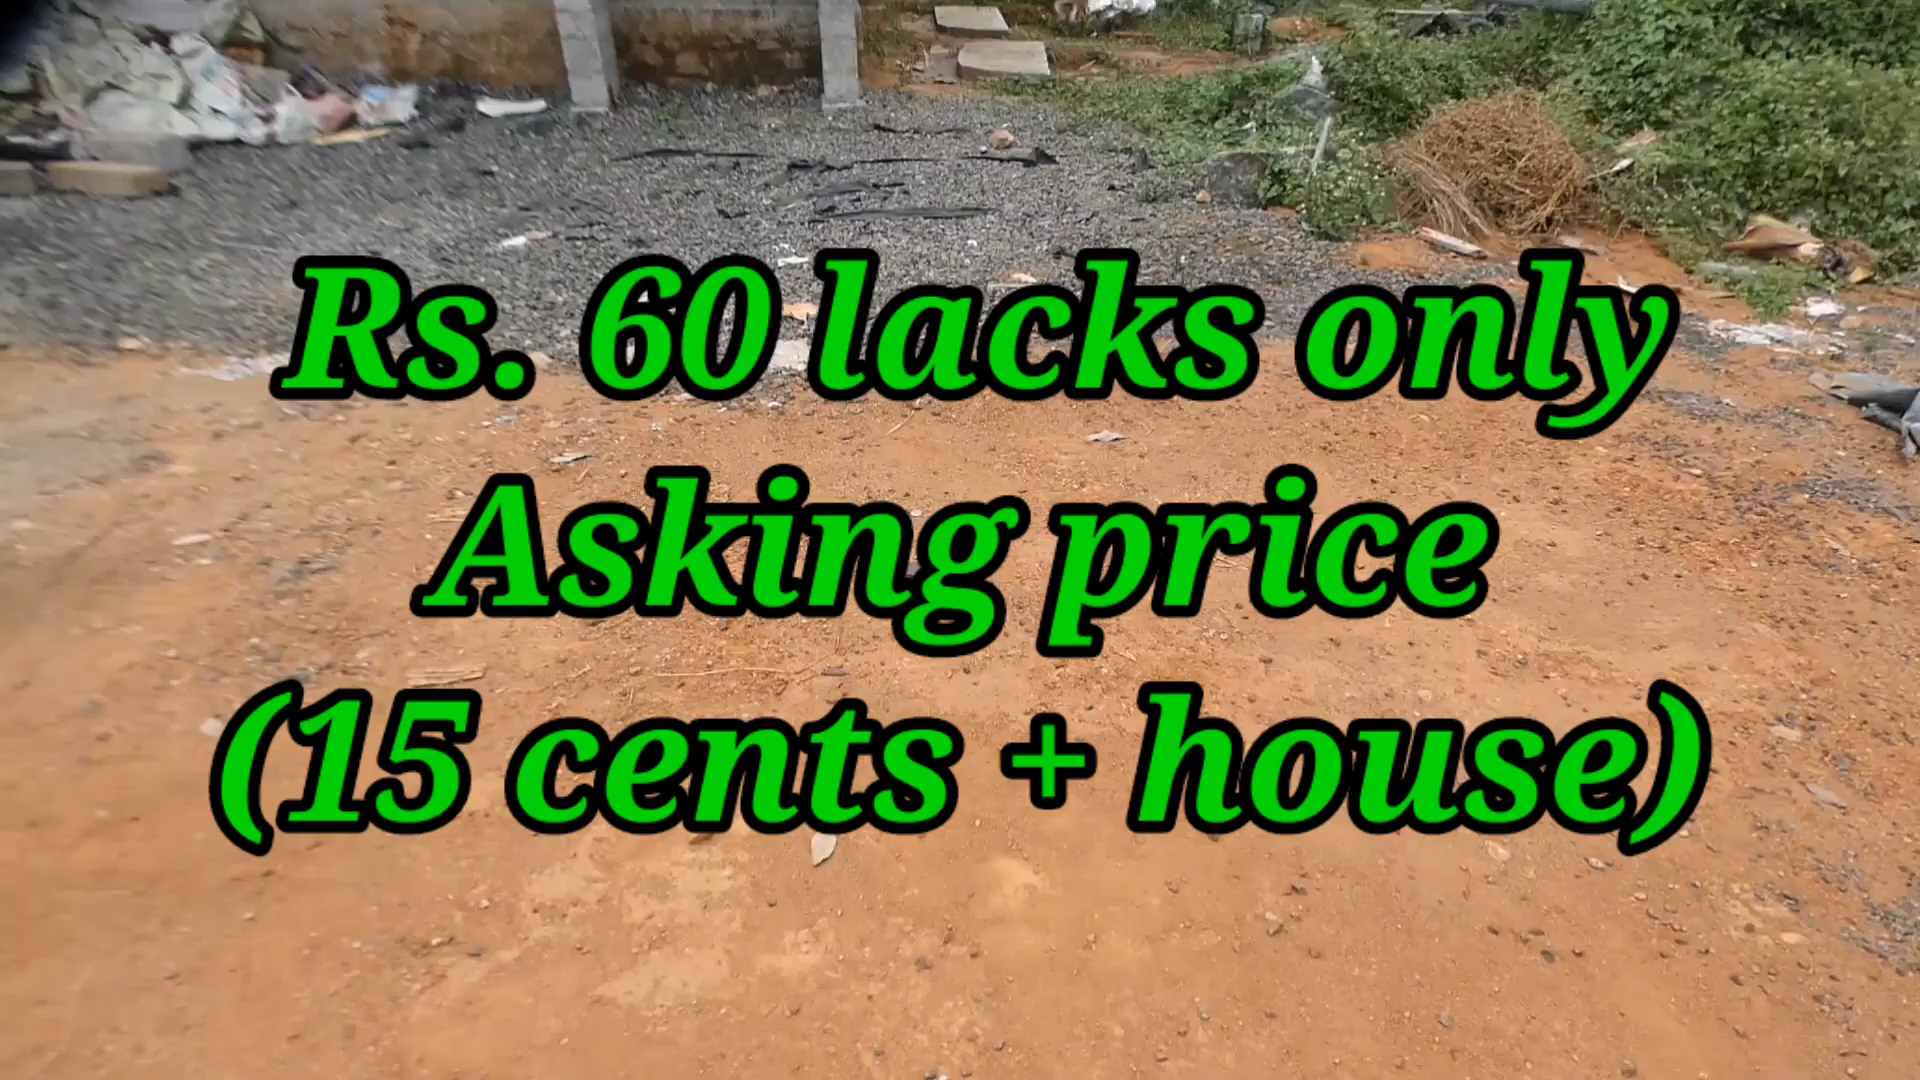 Rs. 60 lacks only
Asking price
(15 cents + house)